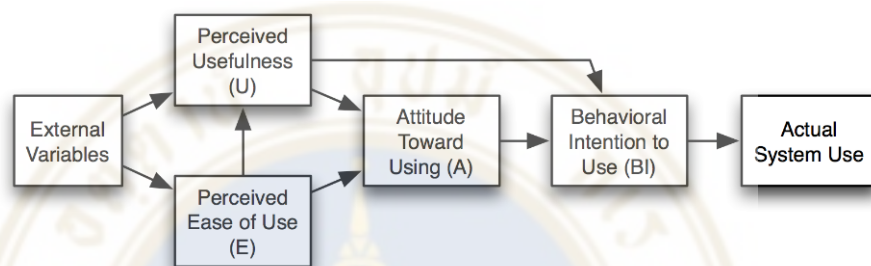 Perceived
Usefulness
(U)
External
Variables
Attitude
Toward
Using (A)
Behavioral
Intention to
Use (BI)
Actual
System Use
Perceived
Ease of Use
(E)